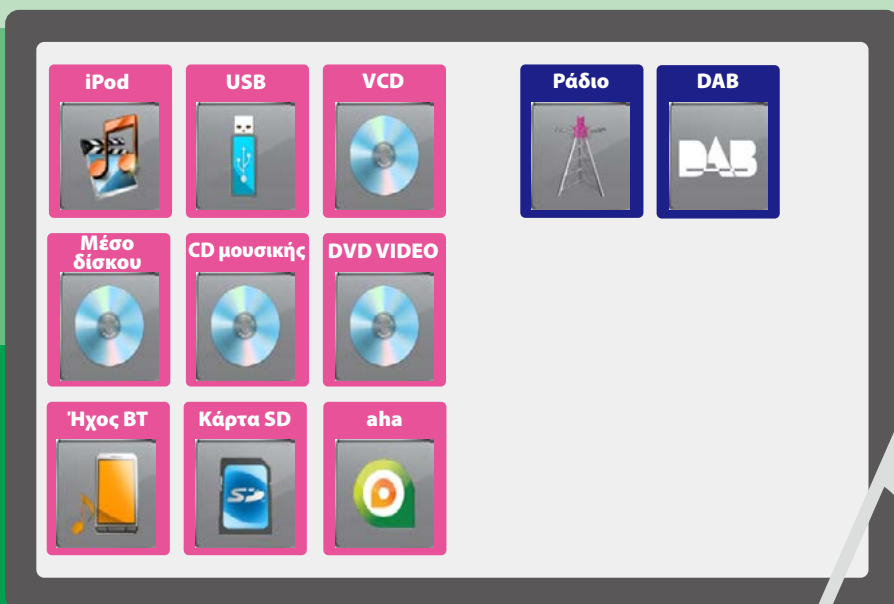 iPod
USB
VCD
Ράδιο
DAB
DAB
Μέσο
δίσκου
CD μουσικής
DVD VIDEO
Ήχος BT
Κάρτα SD
aha
SD